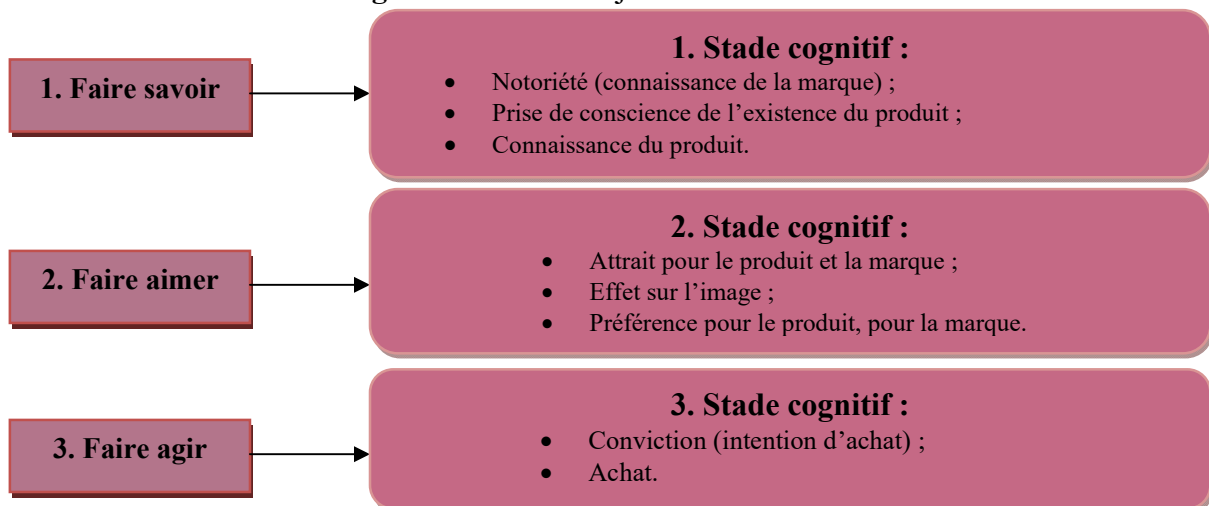 1. Faire savoir
1. Stade cognitif :
• Notoriété (connaissance de la marque) ;
• Prise de conscience de l’existence du produit ;
• Connaissance du produit.
2. Faire aimer
2. Stade cognitif :
• Attrait pour le produit et la marque ;
• Effet sur l’image ;
• Préférence pour le produit, pour la marque.
3. Faire agir
3. Stade cognitif :
• Conviction (intention d’achat) ;
• Achat.